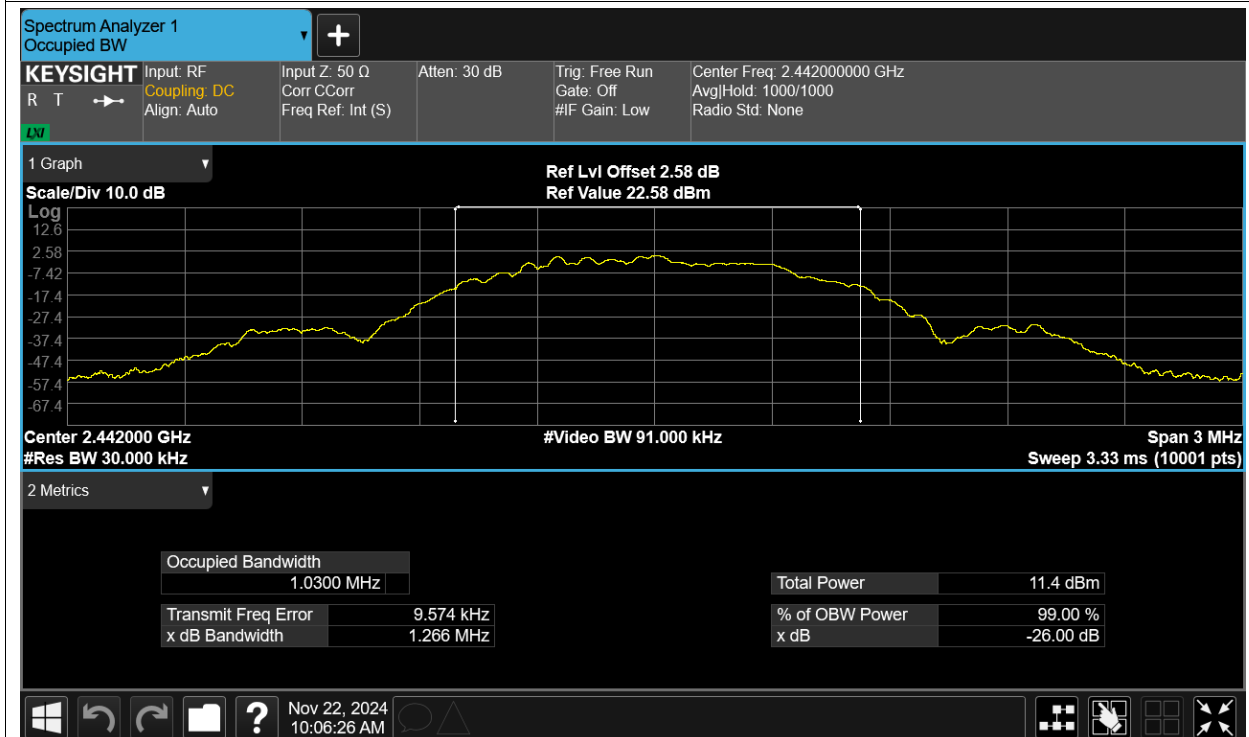 Spectrum Analyzer 1
Occupied BW
+
KEYSIGHT
R T
LXI
Input: RF
Coupling: DC
Align: Auto
Input Z: 50 Ω
Corr CCorr
Freq Ref: Int (S)
Atten: 30 dB
Trig: Free Run
Gate: Off
#IF Gain: Low
Center Freq: 2.442000000 GHz
Avg|Hold: 1000/1000
Radio Std: None
1 Graph
Scale/Div 10.0 dB
Ref Lvl Offset 2.58 dB
Ref Value 22.58 dBm
Log
12.6
2.58
-7.42
-17.4
-27.4
-37.4
-47.4
-57.4
-67.4
Center 2.442000 GHz
#Res BW 30.000 kHz
#Video BW 91.000 kHz
Span 3 MHz
Sweep 3.33 ms (10001 pts)
2 Metrics
Occupied Bandwidth
1.0300 MHz
Transmit Freq Error 9.574 kHz
x dB Bandwidth 1.266 MHz
Total Power 11.4 dBm
% of OBW Power 99.00 %
x dB -26.00 dB
?
Nov 22, 2024
10:06:26 AM